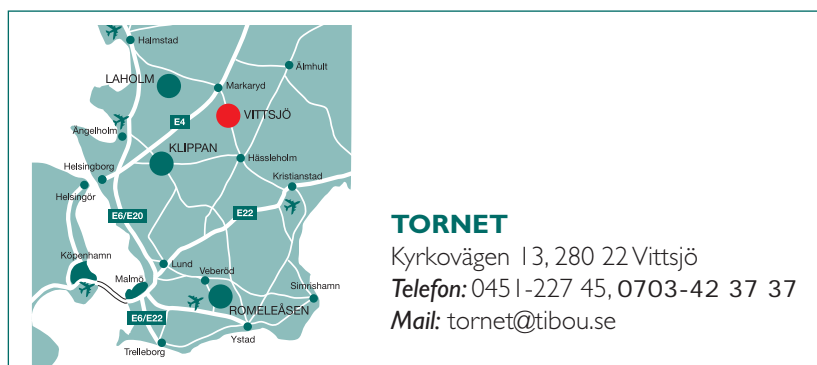 Halmstad
Älmhult
LAHOLM
Markaryd
VITTSJÖ
E4
Ängelholm
KLIPPAN
Hässleholm
Helsingborg
Kristianstad
Helsingör
E6/E20
E22
Köpenhamn
Lund
Malmö
Veberöd
Simrishamn
ROMELEÅSEN
E6/E22
Ystad
Trelleborg
TORNET
Kyrkovägen 13, 280 22 Vittsjö
Telefon: 0451-227 45, 0703-42 37 37
Mail: tornet@tibou.se